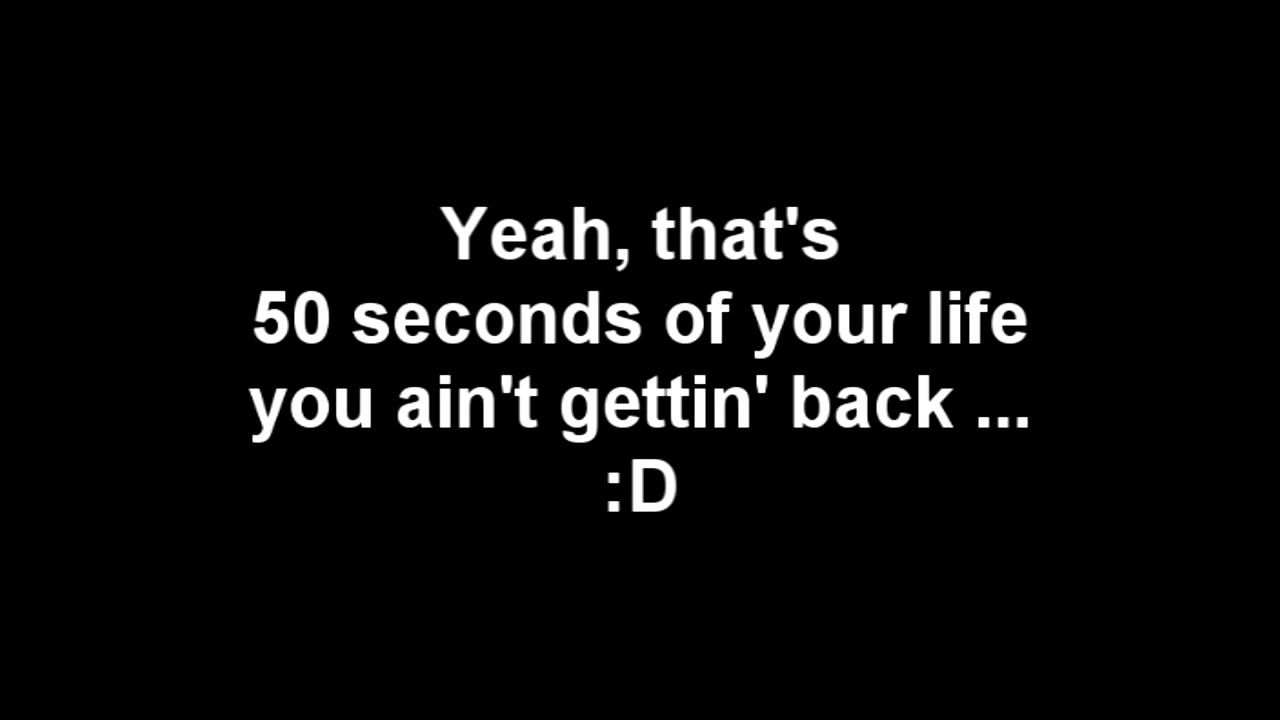 Yeah, that's
50 seconds of your life
you ain't gettin' back ...
:D